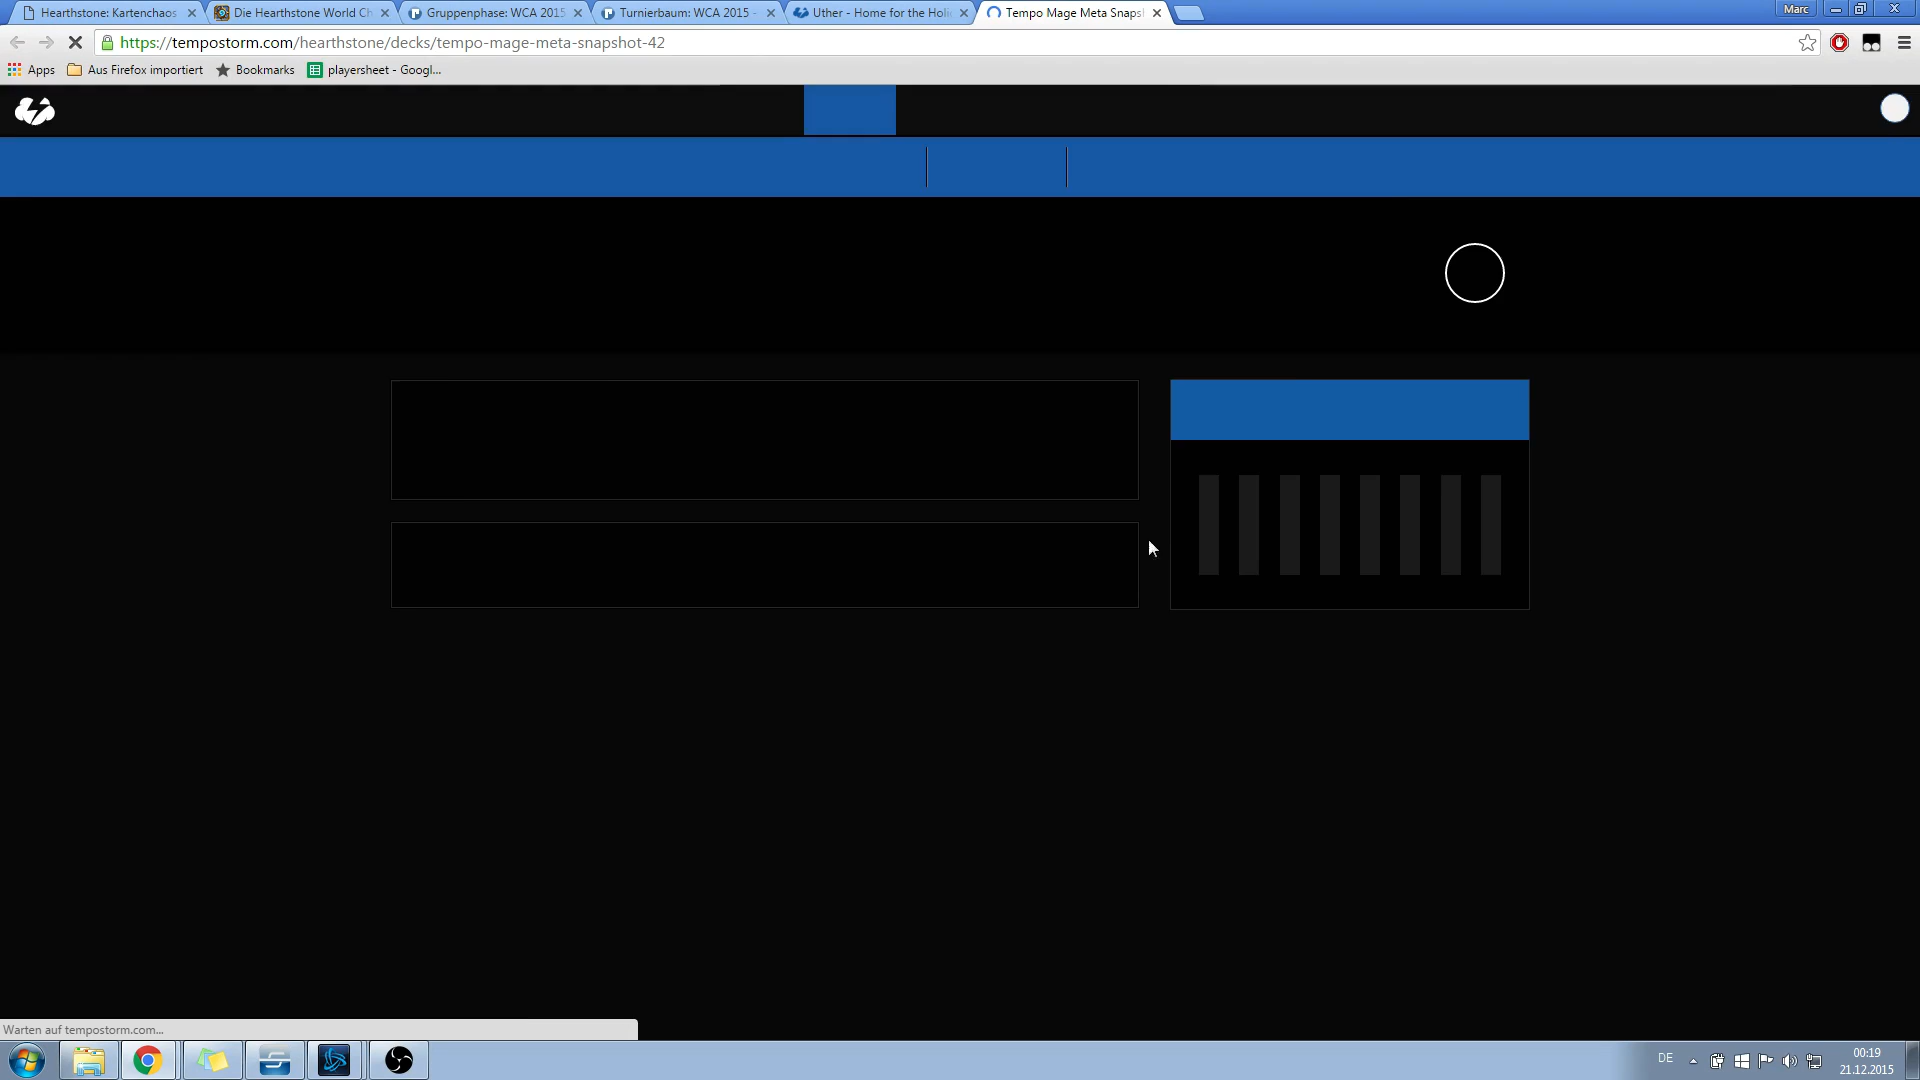 Hearthstone: Kartenchaos
Die Hearthstone World Ch
Gruppenphase: WCA 2015
Turnierbaum: WCA 2015 -
Uther - Home for the Holi
Tempo Mage Meta Snaps
Marc
https://tempostorm.com/hearthstone/decks/tempo-mage-meta-snapshot-42
Apps
Aus Firefox importiert
Bookmarks
playersheet - Googl...
Warten auf tempostorm.com...
DE
00:19
21.12.2015